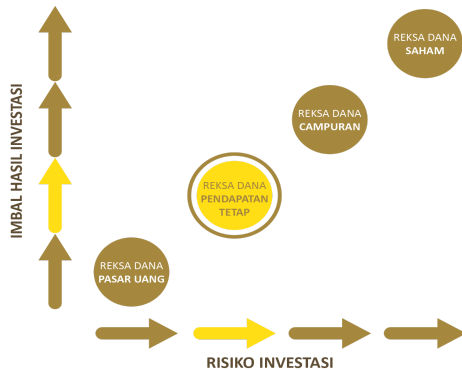 REKSA DANA
SAHAM
REKSA DANA
CAMPURAN
REKSA DANA
PENDAPATAN
TETAP
REKSA DANA
PASAR UANG
IMBAL HASIL INVESTASI
RISIKO INVESTASI